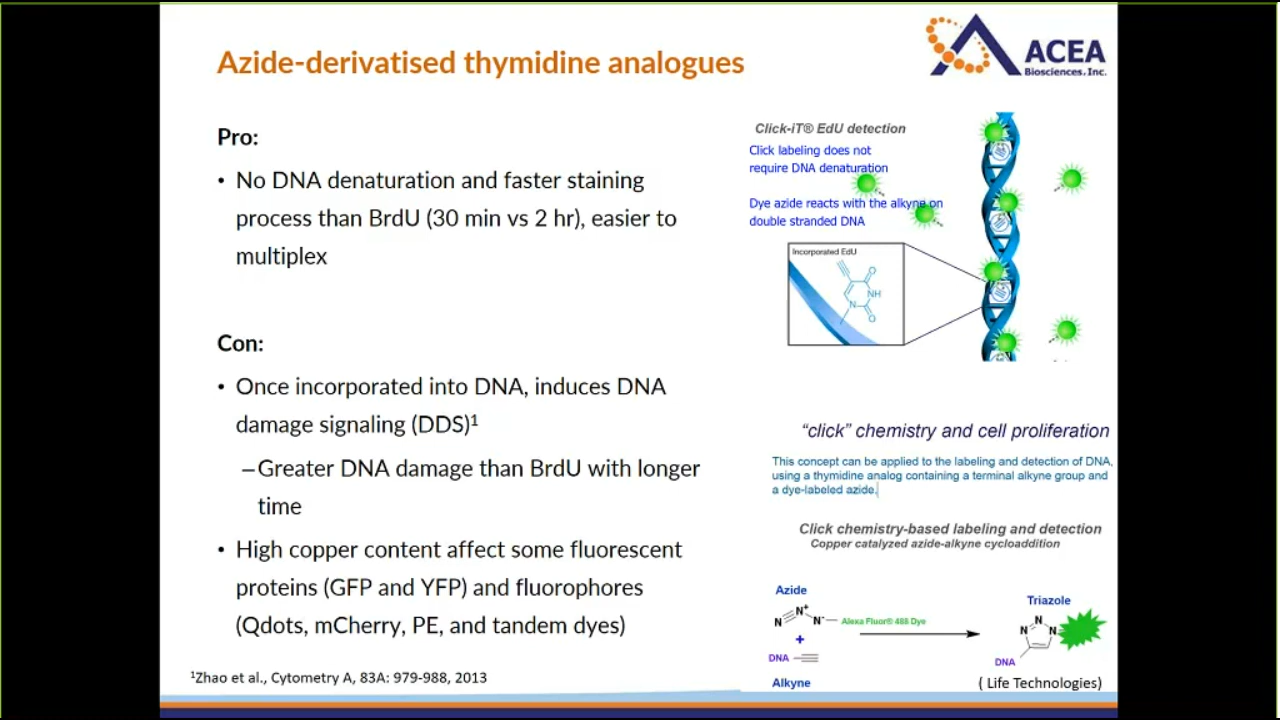 Azide-derivatised thymidine analogues
ACEA
Biosciences, Inc.
Pro:
• No DNA denaturation and faster staining
process than BrdU (30 min vs 2 hr), easier to
multiplex
Con:
• Once incorporated into DNA, induces DNA
damage signaling (DDS)¹
–Greater DNA damage than BrdU with longer
time
• High copper content affect some fluorescent
proteins (GFP and YFP) and fluorophores
(Qdots, mCherry, PE, and tandem dyes)
¹Zhao et al., Cytometry A, 83A: 979-988, 2013
Click-iT® EdU detection
Click labeling does not
require DNA denaturation
Dye azide reacts with the alkyne on
double stranded DNA
Incorporated EdU
O
NH
N
O
“click” chemistry and cell proliferation
This concept can be applied to the labeling and detection of DNA,
using a thymidine analog containing a terminal alkyne group and
a dye-labeled azide.
Click chemistry-based labeling and detection
Copper catalyzed azide-alkyne cycloaddition
Azide
N N⁺ N⁻ Alexa Fluor® 488 Dye
+
DNA
Alkyne
Triazole
N N N
DNA
( Life Technologies)